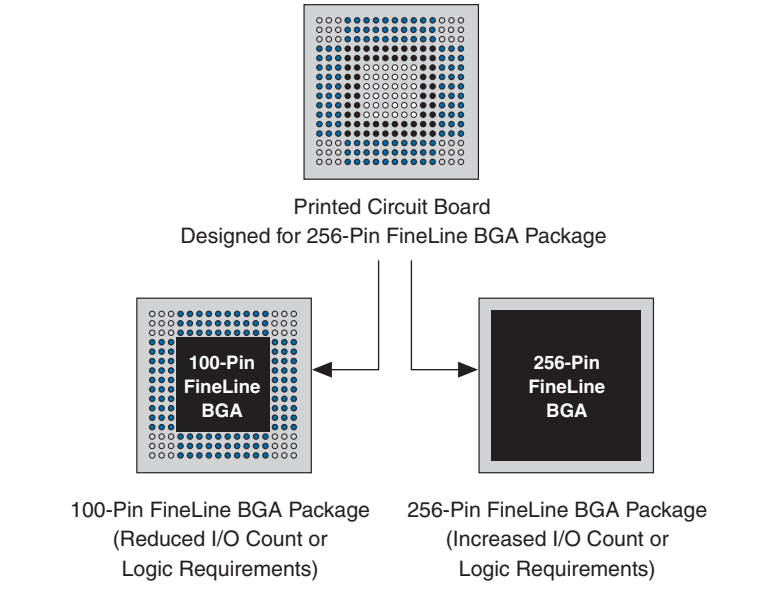 Printed Circuit Board
Designed for 256-Pin FineLine BGA Package
100-Pin
FineLine
BGA
256-Pin
FineLine
BGA
100-Pin FineLine BGA Package
(Reduced I/O Count or
Logic Requirements)
256-Pin FineLine BGA Package
(Increased I/O Count or
Logic Requirements)